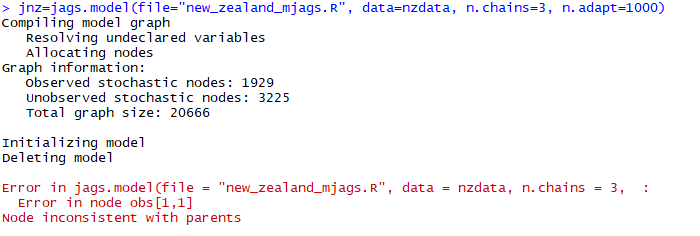 > jnz=jags.model(file="new_zealand_mjags.R", data=nzdata, n.chains=3, n.adapt=1000)
Compiling model graph
   Resolving undeclared variables
   Allocating nodes
Graph information:
   Observed stochastic nodes: 1929
   Unobserved stochastic nodes: 3225
   Total graph size: 20666

Initializing model
Deleting model

Error in jags.model(file = "new_zealand_mjags.R", data = nzdata, n.chains = 3,  :
  Error in node obs[1,1]
Node inconsistent with parents